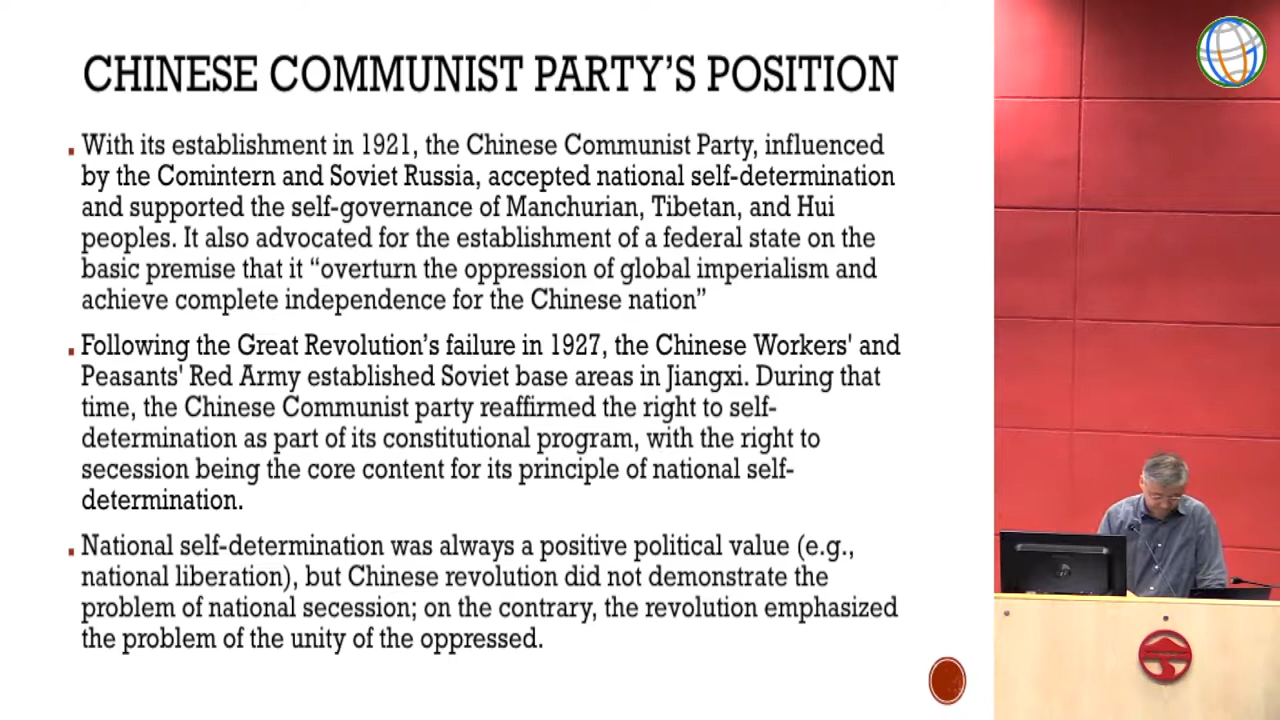 CHINESE COMMUNIST PARTY'S POSITION
With its establishment in 1921, the Chinese Communist Party, influenced
by the Comintern and Soviet Russia, accepted national self-determination
and supported the self-governance of Manchurian, Tibetan, and Hui
peoples. It also advocated for the establishment of a federal state on the
basic premise that it “overturn the oppression of global imperialism and
achieve complete independence for the Chinese nation”
Following the Great Revolution's failure in 1927, the Chinese Workers' and
Peasants' Red Army established Soviet base areas in Jiangxi. During that
time, the Chinese Communist party reaffirmed the right to self-
determination as part of its constitutional program, with the right to
secession being the core content for its principle of national self-
determination.
National self-determination was always a positive political value (e.g.,
national liberation), but Chinese revolution did not demonstrate the
problem of national secession; on the contrary, the revolution emphasized
the problem of the unity of the oppressed.